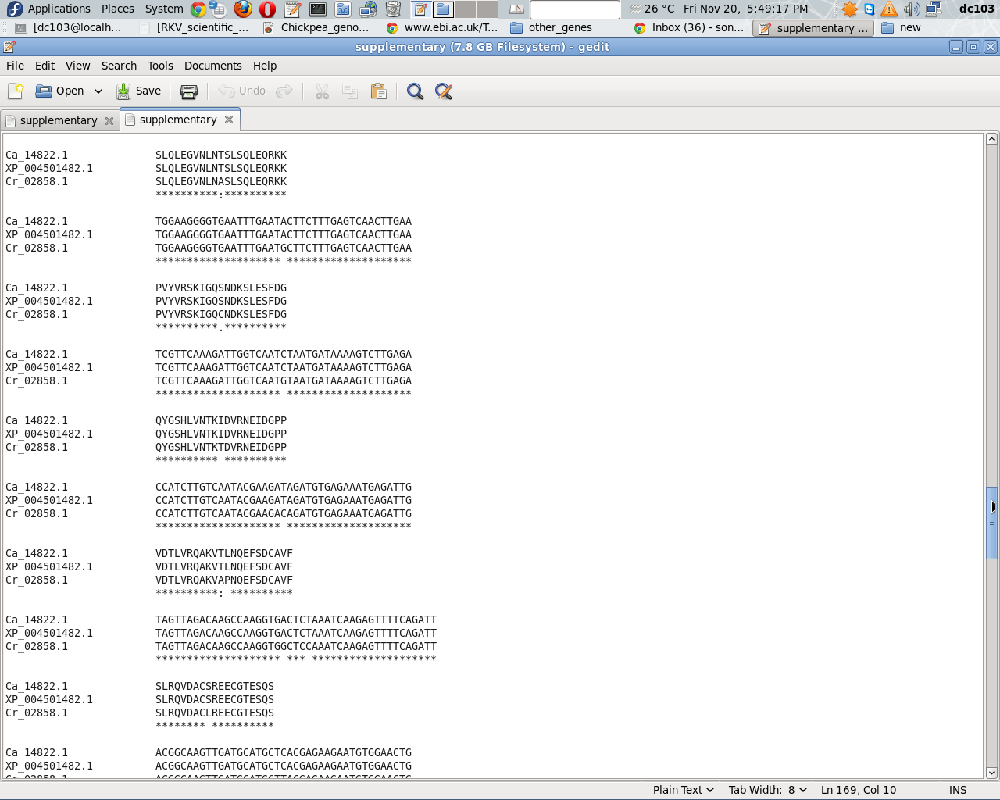 Applications Places System 26 °C Fri Nov 20, 5:49:17 PM dc103
[dc103@localh... [RKV_scientific_... Chickpea_geno... www.ebi.ac.uk/T... other_genes Inbox (36) - son... supplementary ... new
supplementary (7.8 GB Filesystem) - gedit
File Edit View Search Tools Documents Help
Open Save Undo
supplementary supplementary
Ca_14822.1 SLQLEGVNLNTSLSQLEQRKK
XP_004501482.1 SLQLEGVNLNTSLSQLEQRKK
Cr_02858.1 SLQLEGVNLNASLSQLEQRKK
**********:**********
Ca_14822.1 TGGAAGGGGTGAATTTGAATACTTCTTTGAGTCAACTTGAA
XP_004501482.1 TGGAAGGGGTGAATTTGAATACTTCTTTGAGTCAACTTGAA
Cr_02858.1 TGGAAGGGGTGAATTTGAATGCTTCTTTGAGTCAACTTGAA
******************** ********************
Ca_14822.1 PVYVRSKIGQSNDKSLESFDG
XP_004501482.1 PVYVRSKIGQSNDKSLESFDG
Cr_02858.1 PVYVRSKIGQCNDKSLESFDG
**********.**********
Ca_14822.1 TCGTTCAAAGATTGGTCAATCTAATGATAAAAGTCTTGAGA
XP_004501482.1 TCGTTCAAAGATTGGTCAATCTAATGATAAAAGTCTTGAGA
Cr_02858.1 TCGTTCAAAGATTGGTCAATGTAATGATAAAAGTCTTGAGA
******************** ********************
Ca_14822.1 QYGSHLVNTKIDVRNEIDGPP
XP_004501482.1 QYGSHLVNTKIDVRNEIDGPP
Cr_02858.1 QYGSHLVNTKTDVRNEIDGPP
********** **********
Ca_14822.1 CCATCTTGTCAATACGAAGATAGATGTGAGAAATGAGATTG
XP_004501482.1 CCATCTTGTCAATACGAAGATAGATGTGAGAAATGAGATTG
Cr_02858.1 CCATCTTGTCAATACGAAGACAGATGTGAGAAATGAGATTG
******************** ********************
Ca_14822.1 VDTLVRQAKVTLNQEFSDCAVF
XP_004501482.1 VDTLVRQAKVTLNQEFSDCAVF
Cr_02858.1 VDTLVRQAKVAPNQEFSDCAVF
**********: **********
Ca_14822.1 TAGTTAGACAAGCCAAGGTGACTCTAAATCAAGAGTTTTCAGATT
XP_004501482.1 TAGTTAGACAAGCCAAGGTGACTCTAAATCAAGAGTTTTCAGATT
Cr_02858.1 TAGTTAGACAAGCCAAGGTGGCTCCAAATCAAGAGTTTTCAGATT
******************** *** ********************
Ca_14822.1 SLRQVDACSREECGTESQS
XP_004501482.1 SLRQVDACSREECGTESQS
Cr_02858.1 SLRQVDACLREECGTESQS
******** **********
Ca_14822.1 ACGGCAAGTTGATGCATGCTCACGAGAAGAATGTGGAACTG
XP_004501482.1 ACGGCAAGTTGATGCATGCTCACGAGAAGAATGTGGAACTG
Cr_02858.1 ACGGCAAGTTGATGCATGCTTACGAGAAGAATGTGGAACTG
Plain Text Tab Width: 8 Ln 169, Col 10 INS